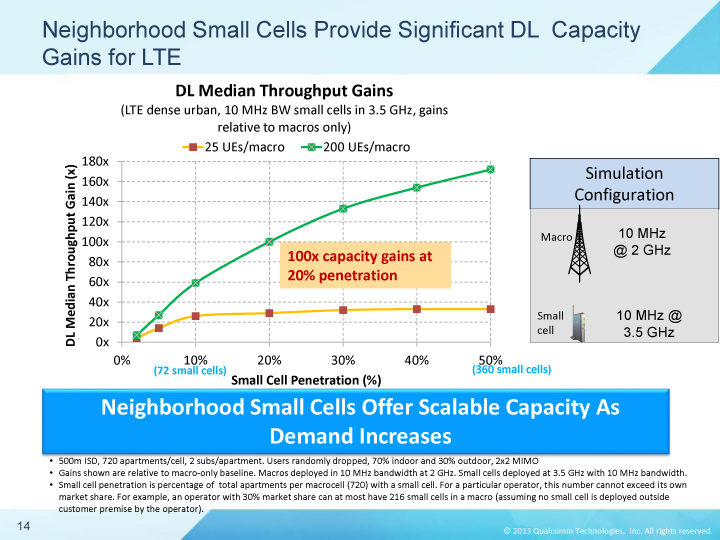 Neighborhood Small Cells Provide Significant DL Capacity
Gains for LTE
DL Median Throughput Gains
(LTE dense urban, 10 MHz BW small cells in 3.5 GHz, gains
relative to macros only)
25 UEs/macro 200 UEs/macro
DL Median Throughput Gain (x)
180x
160x
140x
120x
100x
80x
60x
40x
20x
0x
100x capacity gains at
20% penetration
0% 10% 20% 30% 40% 50%
(72 small cells) (360 small cells)
Small Cell Penetration (%)
Simulation
Configuration
Macro
10 MHz
@ 2 GHz
Small
cell
10 MHz @
3.5 GHz
Neighborhood Small Cells Offer Scalable Capacity As
Demand Increases
• 500m ISD, 720 apartments/cell, 2 subs/apartment. Users randomly dropped, 70% indoor and 30% outdoor, 2x2 MIMO
• Gains shown are relative to macro-only baseline. Macros deployed in 10 MHz bandwidth at 2 GHz. Small cells deployed at 3.5 GHz with 10 MHz bandwidth.
• Small cell penetration is percentage of total apartments per macrocell (720) with a small cell. For a particular operator, this number cannot exceed its own
market share. For example, an operator with 30% market share can at most have 216 small cells in a macro (assuming no small cell is deployed outside
customer premise by the operator).
14
© 2013 Qualcomm Technologies, Inc. All rights reserved.